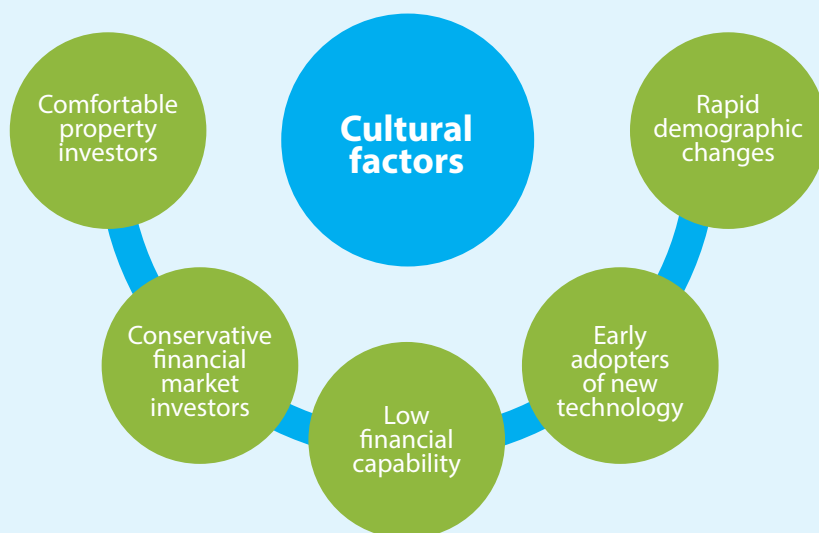 Cultural
factors
Comfortable
property
investors
Conservative
financial
market
investors
Low
financial
capability
Early
adopters
of new
technology
Rapid
demographic
changes